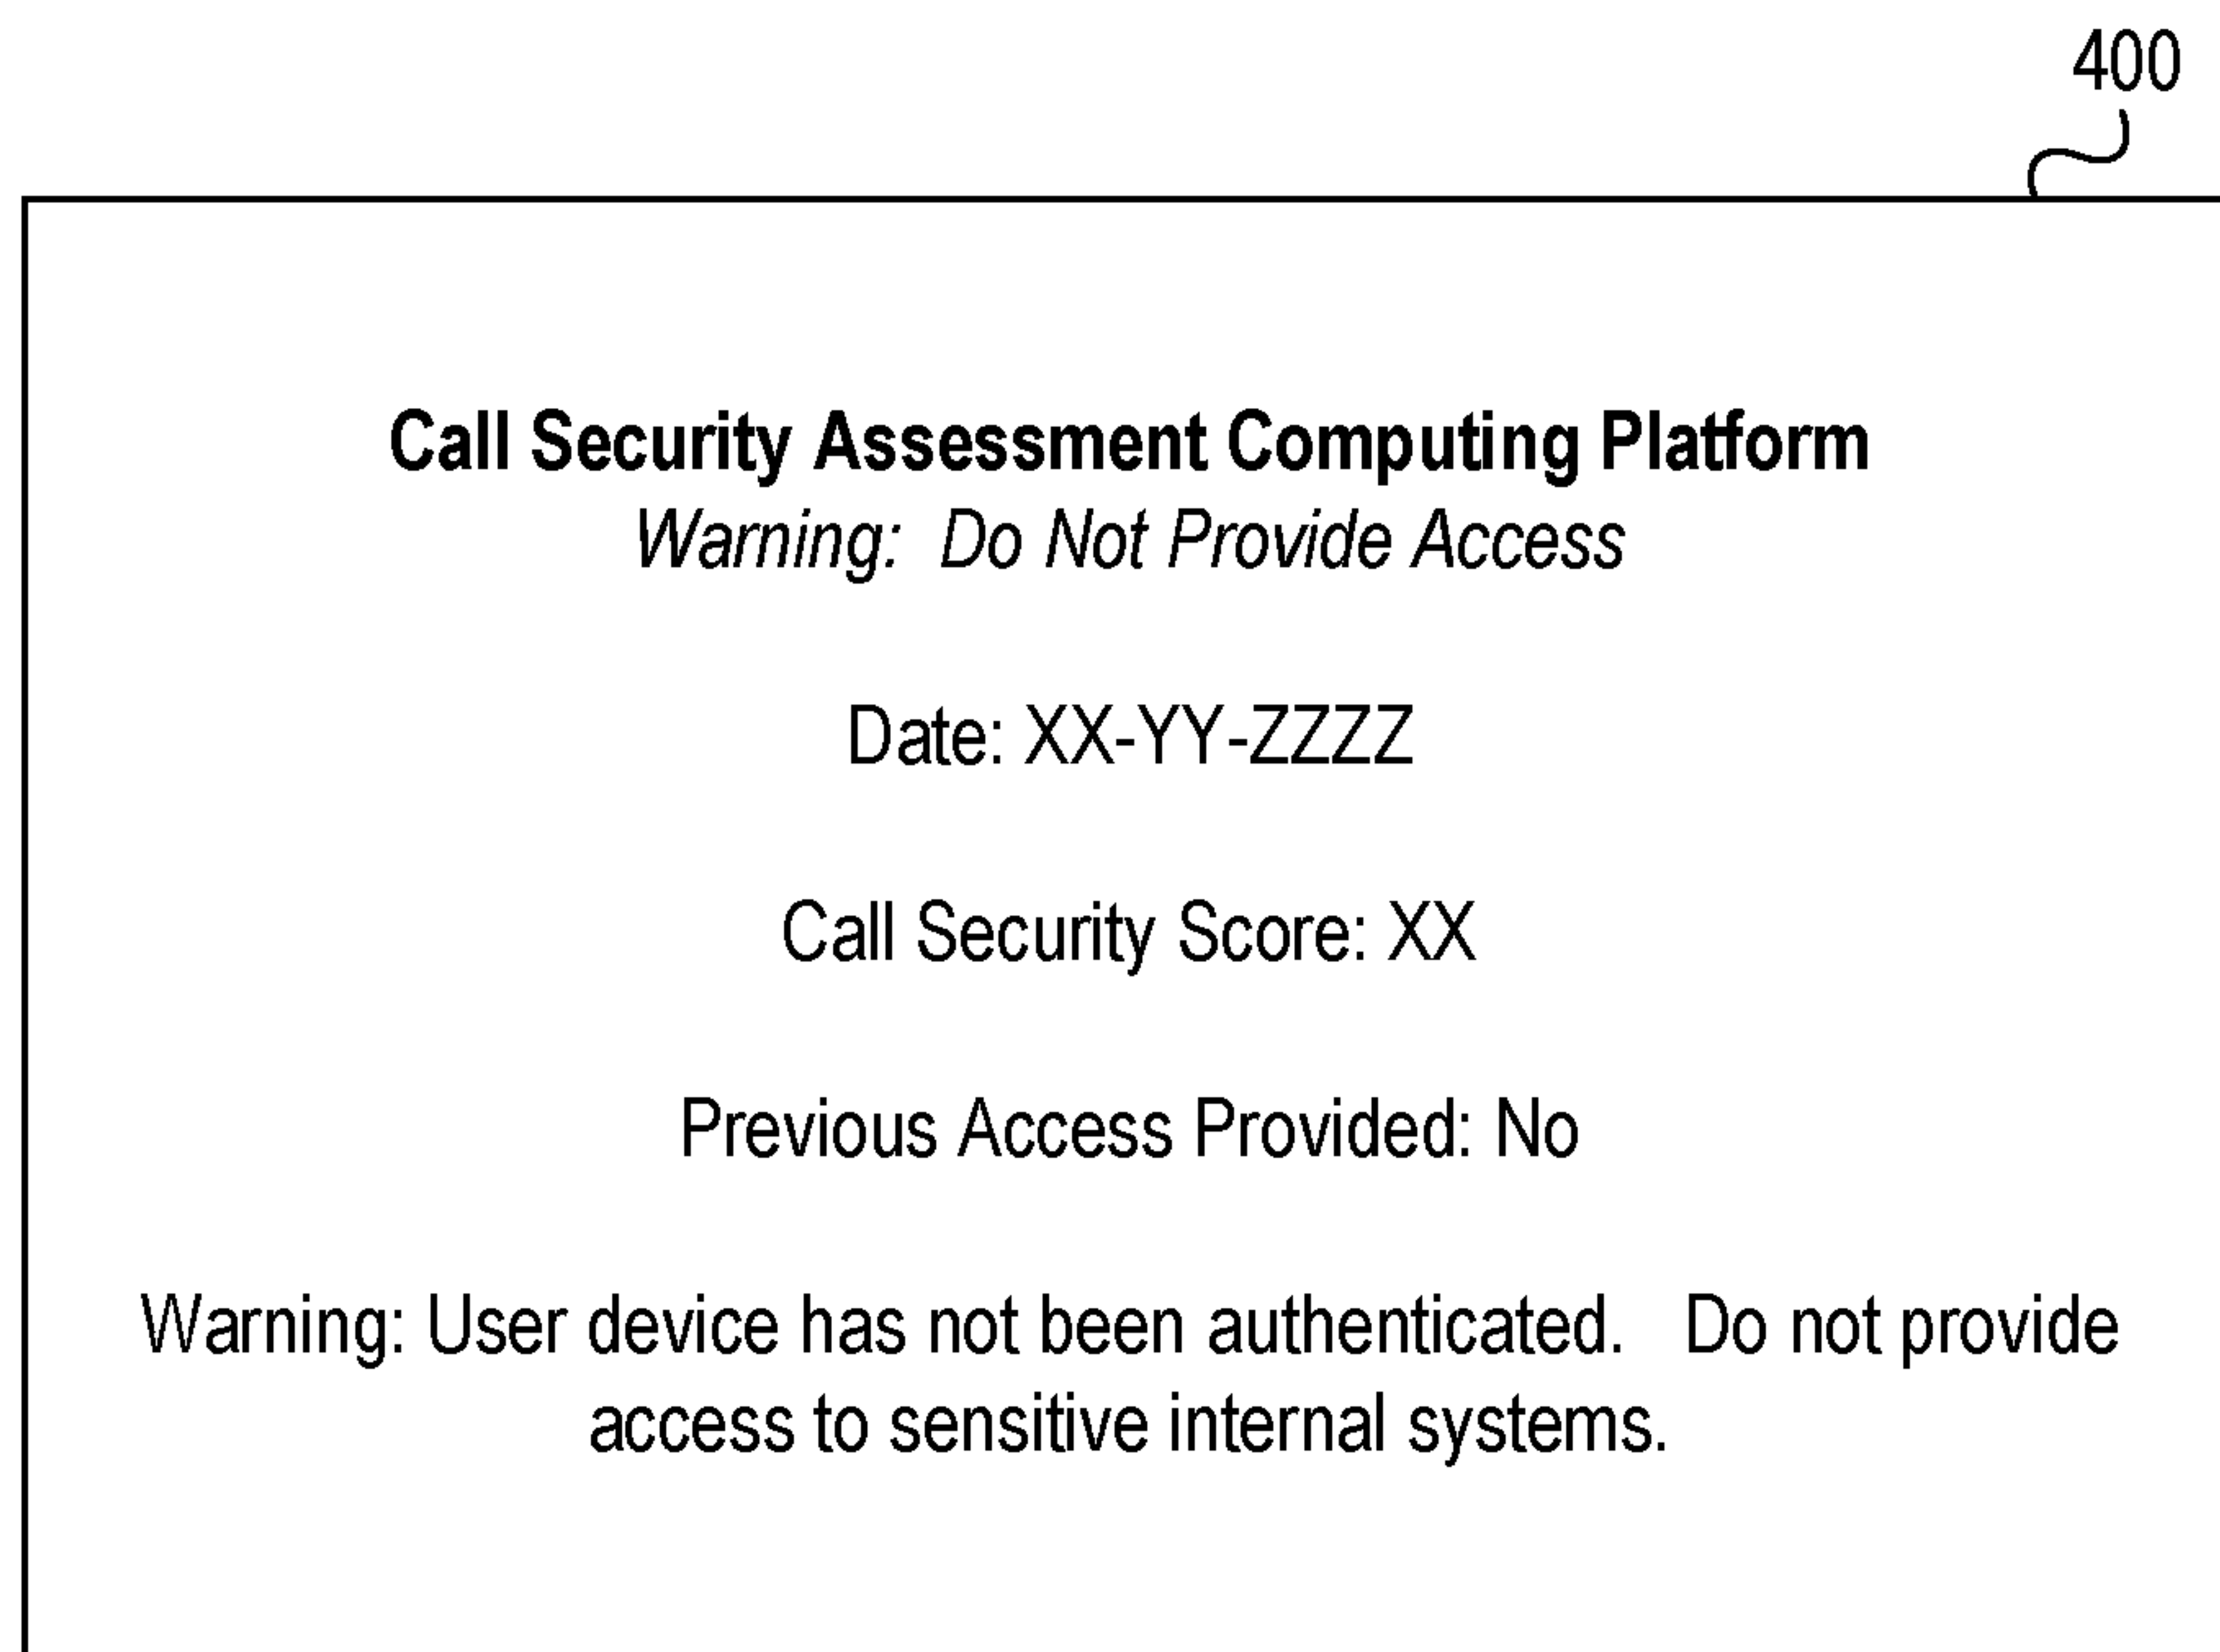 400
Call Security Assessment Computing Platform
Warning: Do Not Provide Access
Date: XX-YY-ZZZZ
Call Security Score: XX
Previous Access Provided: No
Warning: User device has not been authenticated. Do not provide
access to sensitive internal systems.